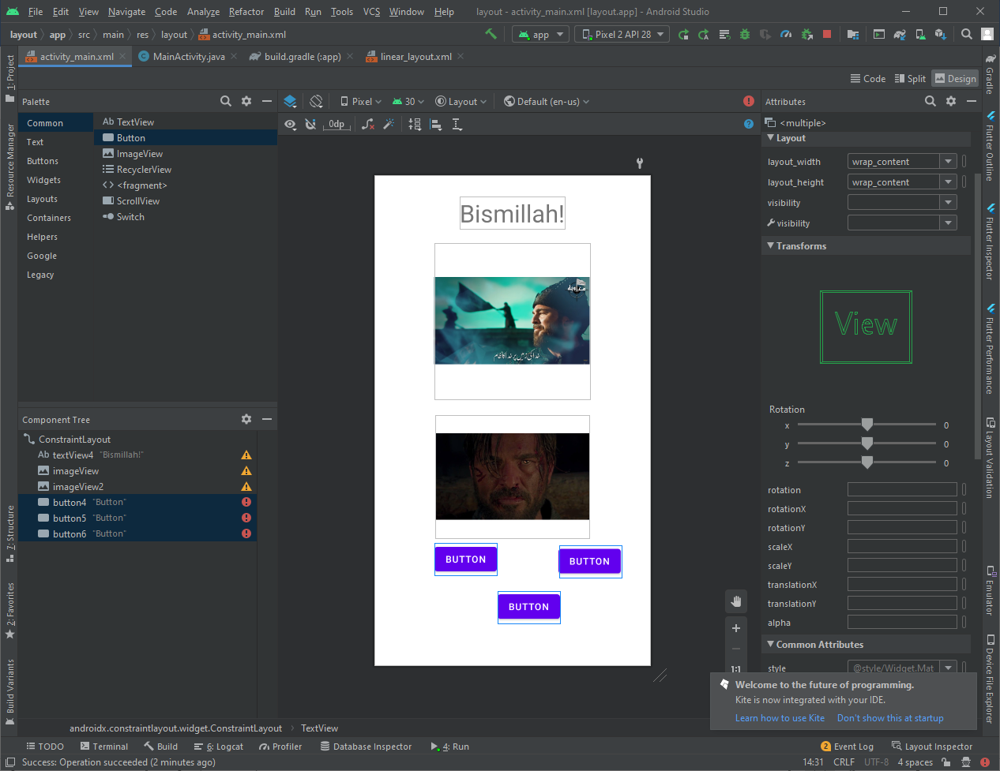 File Edit View Navigate Code Analyze Refactor Build Run Tools VCS Window Help layout - activity_main.xml [layout.app] - Android Studio
layout app src main res layout activity_main.xml app Pixel 2 API 28
activity_main.xml MainActivity.java build.gradle (:app) linear_layout.xml
Code Split Design
Palette
Pixel 30 Layout Default (en-us)
Attributes
Common
Text
Buttons
Widgets
Layouts
Containers
Helpers
Google
Legacy
Ab TextView
Button
ImageView
RecyclerView
<> <fragment>
ScrollView
Switch
0dp
?
Bismillah!
خدا کی زمیں پر خدا کا نظام
BUTTON
BUTTON
BUTTON
1:1
Component Tree
ConstraintLayout
Ab textView4 "Bismillah!"
imageView
imageView2
button4 "Button"
button5 "Button"
button6 "Button"
<multiple>
Layout
layout_width wrap_content
layout_height wrap_content
visibility
visibility
Transforms
View
Rotation
x 0
y 0
z 0
rotation
rotationX
rotationY
scaleX
scaleY
translationX
translationY
alpha
Common Attributes
style @style/Widget.Mat
Welcome to the future of programming.
Kite is now integrated with your IDE.
Learn how to use Kite Don't show this at startup
1: Project
Resource Manager
7: Structure
2: Favorites
Build Variants
Gradle
Flutter Outline
Flutter Inspector
Flutter Performance
Layout Validation
Emulator
Device File Explorer
androidx.constraintlayout.widget.ConstraintLayout TextView
TODO Terminal Build 6: Logcat Profiler Database Inspector 4: Run 2 Event Log Layout Inspector
Success: Operation succeeded (2 minutes ago) 14:31 CRLF UTF-8 4 spaces